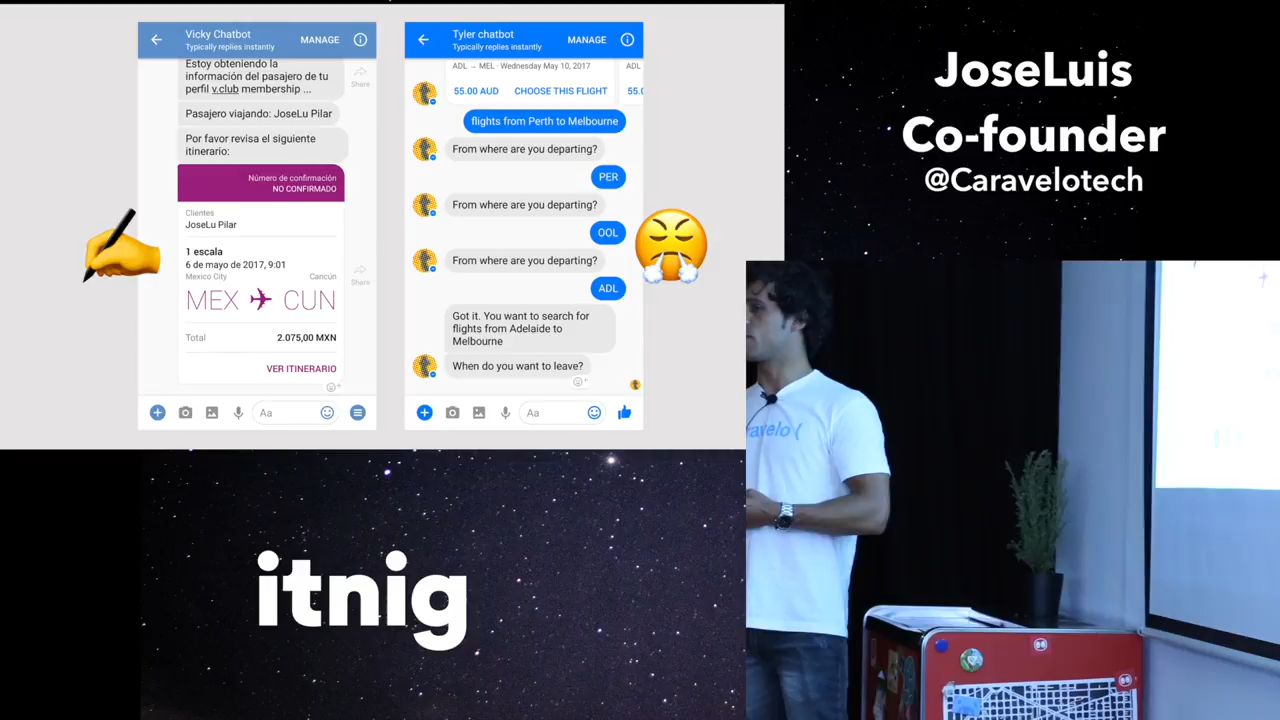 Vicky Chatbot
Typically replies instantly
MANAGE
Estoy obteniendo la
información del pasajero de tu
perfil v.club membership ...
Share
Pasajero viajando: JoseLu Pilar
Por favor revisa el siguiente
itinerario:
Número de confirmación
NO CONFIRMADO
Clientes
JoseLu Pilar
1 escala
6 de mayo de 2017, 9:01
Mexico City
Cancún
MEX CUN
Share
Total
2.075,00 MXN
VER ITINERARIO
Aa
Tyler chatbot
Typically replies instantly
MANAGE
ADL → MEL · Wednesday May 10, 2017
55.00 AUD
CHOOSE THIS FLIGHT
flights from Perth to Melbourne
From where are you departing?
PER
From where are you departing?
OOL
From where are you departing?
ADL
Got it. You want to search for
flights from Adelaide to
Melbourne
When do you want to leave?
Aa
JoseLuis
Co-founder
@Caravelotech
itnig